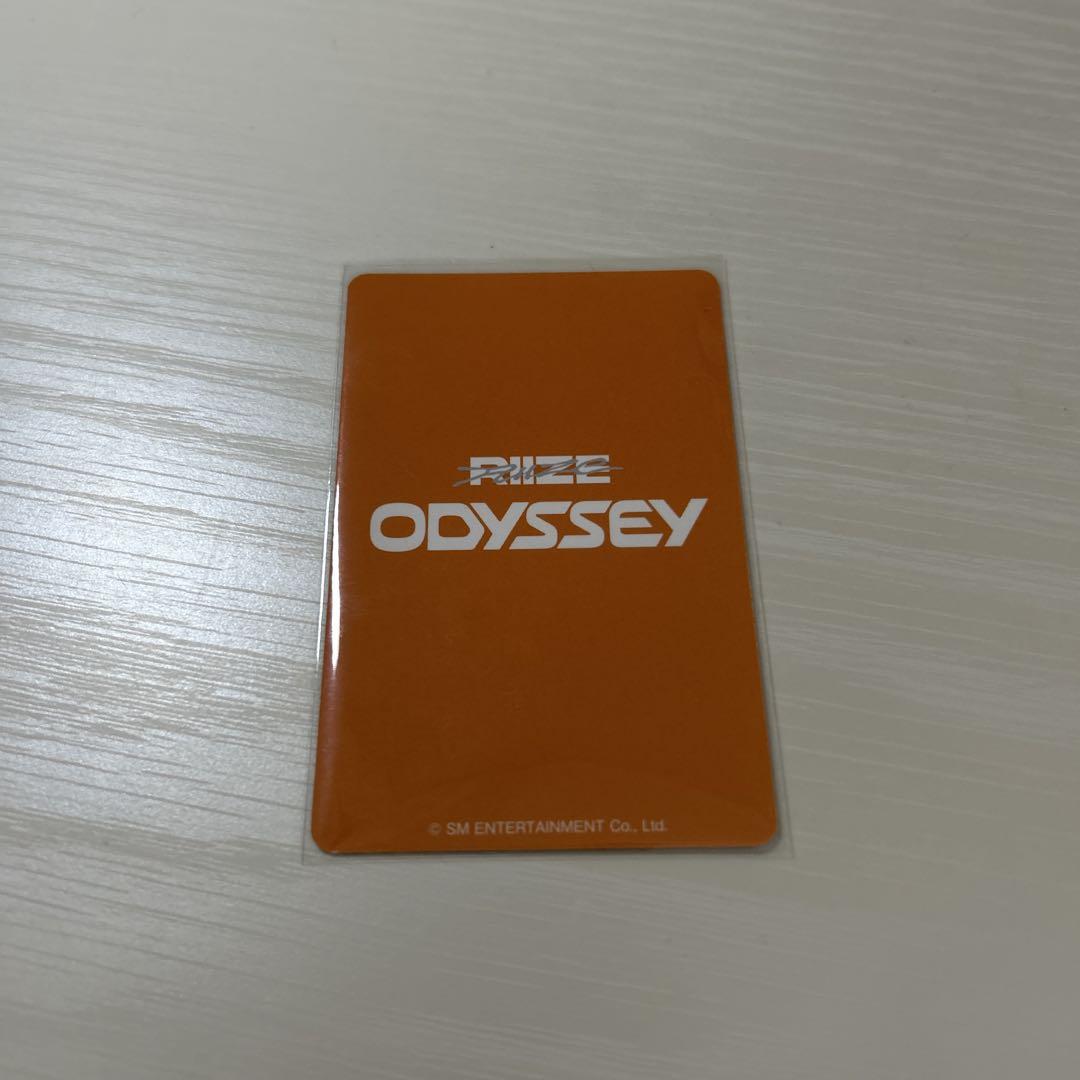 RIIZE
ODYSSEY
© SM ENTERTAINMENT Co., Ltd.